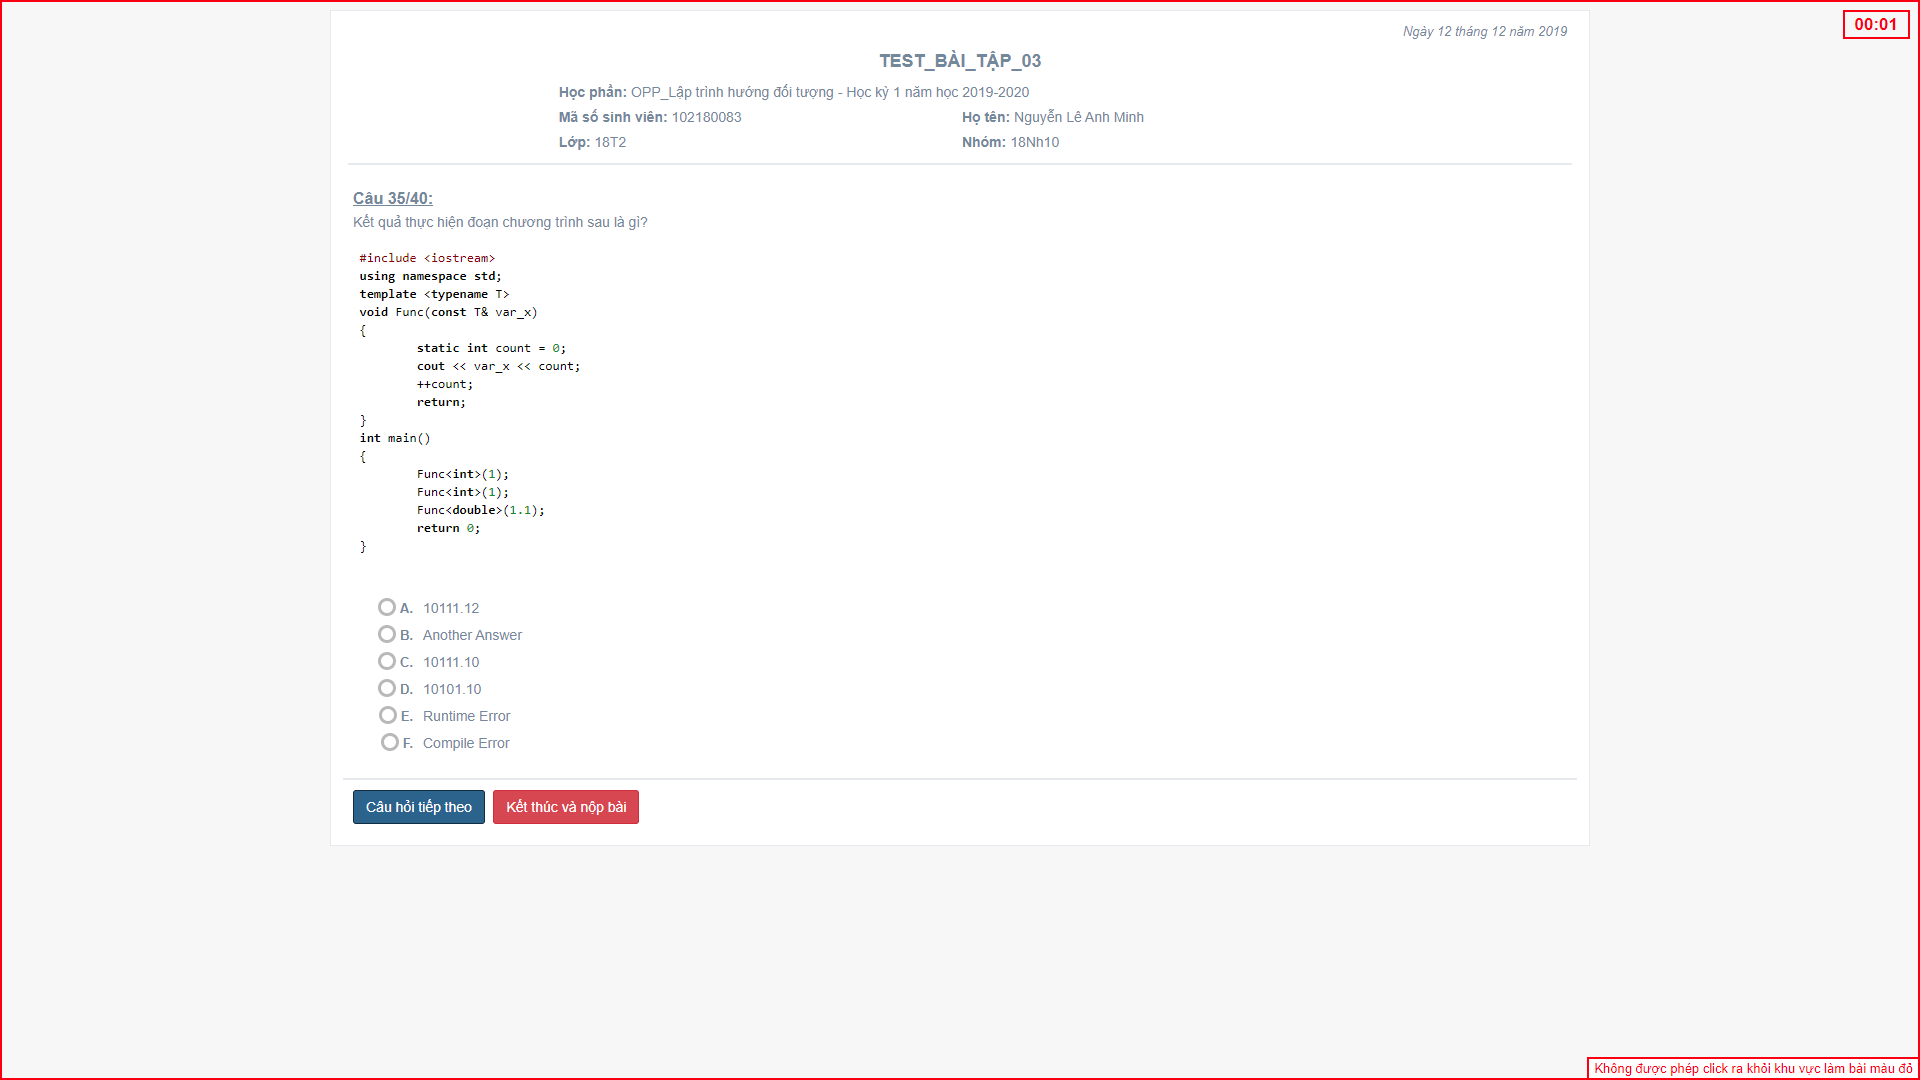 00:01
Ngày 12 tháng 12 năm 2019
TEST_BÀI_TẬP_03
Học phần: OPP_Lập trình hướng đối tượng - Học kỳ 1 năm học 2019-2020
Mã số sinh viên: 102180083 Họ tên: Nguyễn Lê Anh Minh
Lớp: 18T2 Nhóm: 18Nh10
Câu 35/40:
Kết quả thực hiện đoạn chương trình sau là gì?
#include <iostream>
using namespace std;
template <typename T>
void Func(const T& var_x)
{
static int count = 0;
cout << var_x << count;
++count;
return;
}
int main()
{
Func<int>(1);
Func<int>(1);
Func<double>(1.1);
return 0;
}
A. 10111.12
B. Another Answer
C. 10111.10
D. 10101.10
E. Runtime Error
F. Compile Error
Câu hỏi tiếp theo Kết thúc và nộp bài
Không được phép click ra khỏi khu vực làm bài màu đỏ